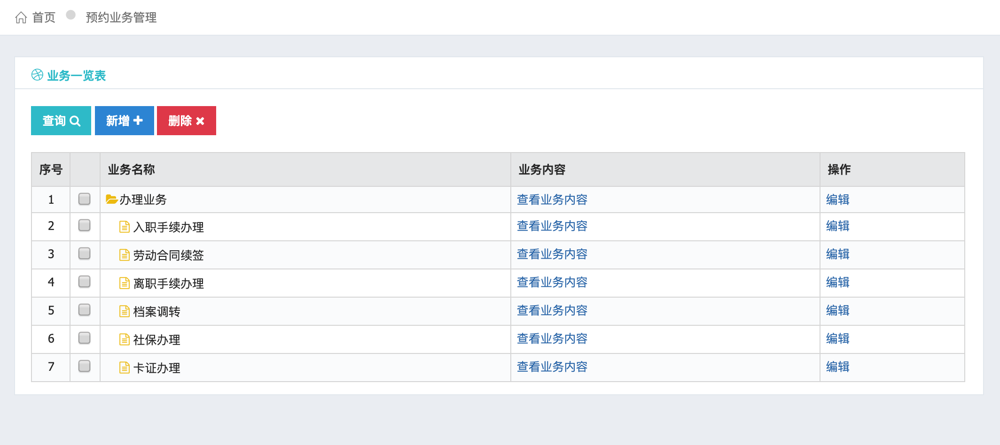 首页 预约业务管理
业务一览表
查询 新增 删除
序号 业务名称 业务内容 操作
1 办理业务 查看业务内容 编辑
2 入职手续办理 查看业务内容 编辑
3 劳动合同续签 查看业务内容 编辑
4 离职手续办理 查看业务内容 编辑
5 档案调转 查看业务内容 编辑
6 社保办理 查看业务内容 编辑
7 卡证办理 查看业务内容 编辑